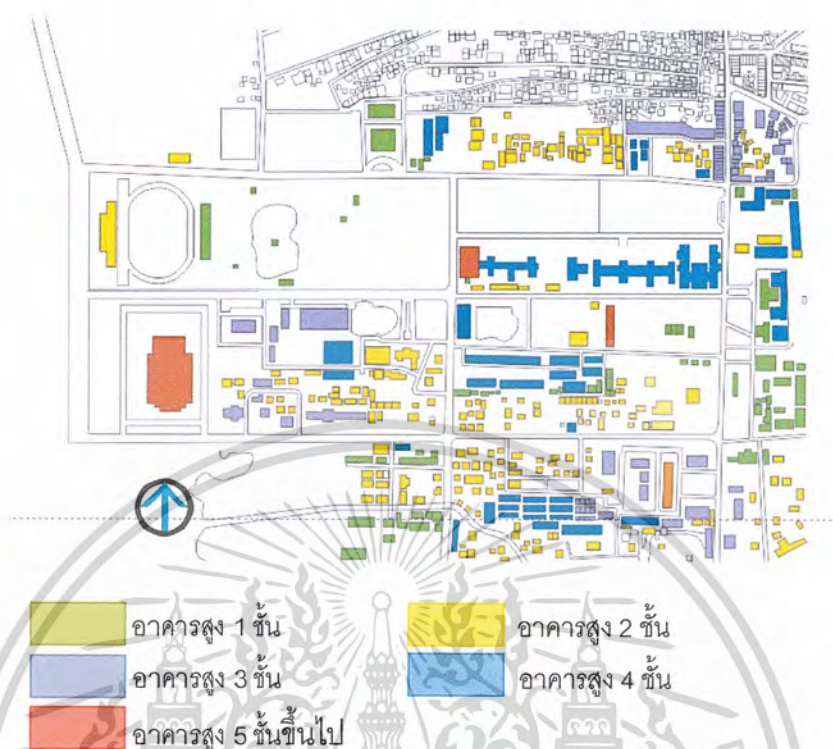 อาคารสูง 1 ชั้น
อาคารสูง 2 ชั้น
อาคารสูง 3 ชั้น
อาคารสูง 4 ชั้น
อาคารสูง 5 ชั้นขึ้นไป